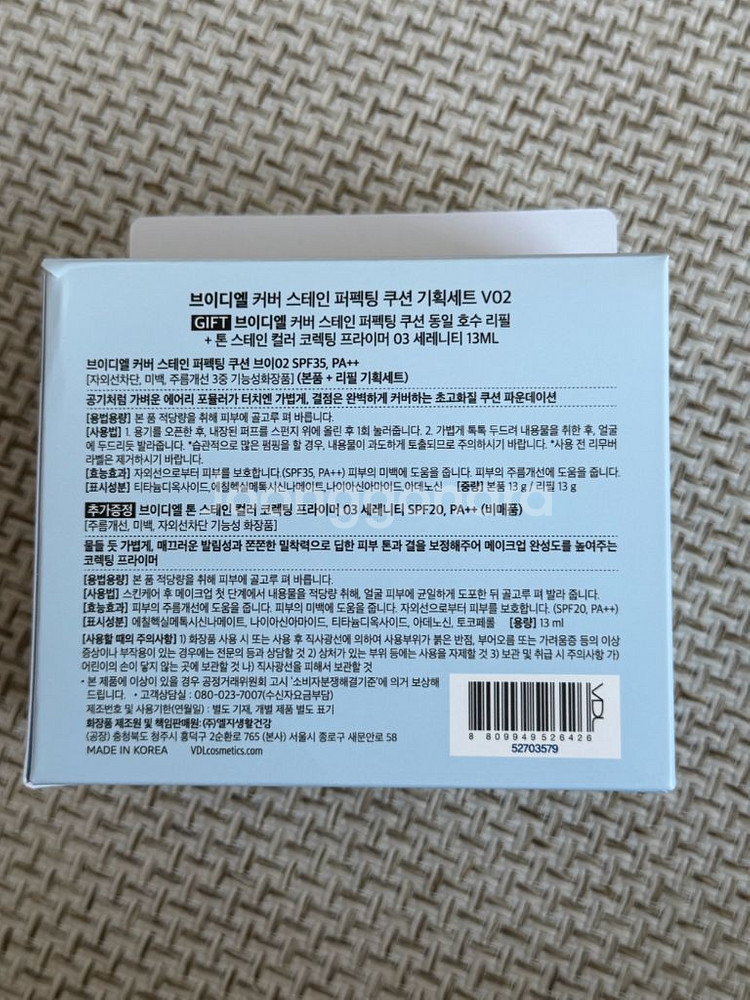 브이디엘 커버 스테인 퍼펙팅 쿠션 기획세트 V02
GIFT 브이디엘 커버 스테인 퍼펙팅 쿠션 동일 호수 리필
+ 톤 스테인 컬러 코렉팅 프라이머 03 세레니티 13ML
브이디엘 커버 스테인 퍼펙팅 쿠션 브이02 SPF35, PA++
[자외선차단, 미백, 주름개선 3중 기능성화장품] (본품 + 리필 기획세트)
공기처럼 가벼운 에어리 포뮬러가 터치엔 가볍게, 결점은 완벽하게 커버하는 초고화질 쿠션 파운데이션
[용법용량] 본 품 적당량을 취해 피부에 골고루 펴 바릅니다.
[사용법] 1. 용기를 오픈한 후, 내장된 퍼프를 스펀지 위에 올린 후 1회 눌러줍니다. 2. 가볍게 톡톡 두드려 내용물을 취한 후, 얼굴
에 두드리듯 발라줍니다. *습관적으로 많은 펌핑을 할 경우, 내용물이 과도하게 토출되므로 주의하시기 바랍니다. *사용 전 리무버
라벨은 제거하시기 바랍니다.
[효능효과] 자외선으로부터 피부를 보호합니다.(SPF35, PA++) 피부의 미백에 도움을 줍니다. 피부의 주름개선에 도움을 줍니다.
[표시성분] 티타늄디옥사이드,에칠헥실메톡시신나메이트,나이아신아마이드,아데노신 [중량] 본품 13 g / 리필 13 g
joonggonara
추가증정 브이디엘 톤 스테인 컬러 코렉팅 프라이머 03 세레니티 SPF20, PA++ (비매품)
[주름개선, 미백, 자외선차단 기능성 화장품]
물들 듯 가볍게, 매끄러운 발림성과 쫀쫀한 밀착력으로 딥한 피부 톤과 결을 보정해주어 메이크업 완성도를 높여주는
코렉팅 프라이머
[용법용량] 본 품 적당량을 취해 피부에 골고루 펴 바릅니다.
[사용법] 스킨케어 후 메이크업 첫 단계에서 내용물을 적당량 취해, 얼굴 피부에 균일하게 도포한 뒤 골고루 펴 발라 줍니다.
[효능효과] 피부의 주름개선에 도움을 줍니다. 피부의 미백에 도움을 줍니다. 자외선으로부터 피부를 보호합니다. (SPF20, PA++)
[표시성분] 에칠헥실메톡시신나메이트, 나이아신아마이드, 티타늄디옥사이드, 아데노신, 토코페롤 [용량] 13 ml
[사용할 때의 주의사항] 1) 화장품 사용 시 또는 사용 후 직사광선에 의하여 사용부위가 붉은 반점, 부어오름 또는 가려움증 등의 이상
증상이나 부작용이 있는 경우에는 전문의 등과 상담할 것 2) 상처가 있는 부위 등에는 사용을 자제할 것 3) 보관 및 취급 시 주의사항 가)
어린이의 손이 닿지 않는 곳에 보관할 것 나) 직사광선을 피해서 보관할 것
• 본 제품에 이상이 있을 경우 공정거래위원회 고시 '소비자분쟁해결기준'에 의거 보상해
드립니다. • 고객상담실 : 080-023-7007(수신자요금부담)
제조번호 및 사용기한(연월일) : 별도 기재, 개별 제품 별도 표기
화장품 제조원 및 책임판매원: (주)엘지생활건강
(공장) 충청북도 청주시 흥덕구 2순환로 765 (본사) 서울시 종로구 새문안로 58
MADE IN KOREA VDLcosmetics.com
VDL
8 809949 526426
52703579